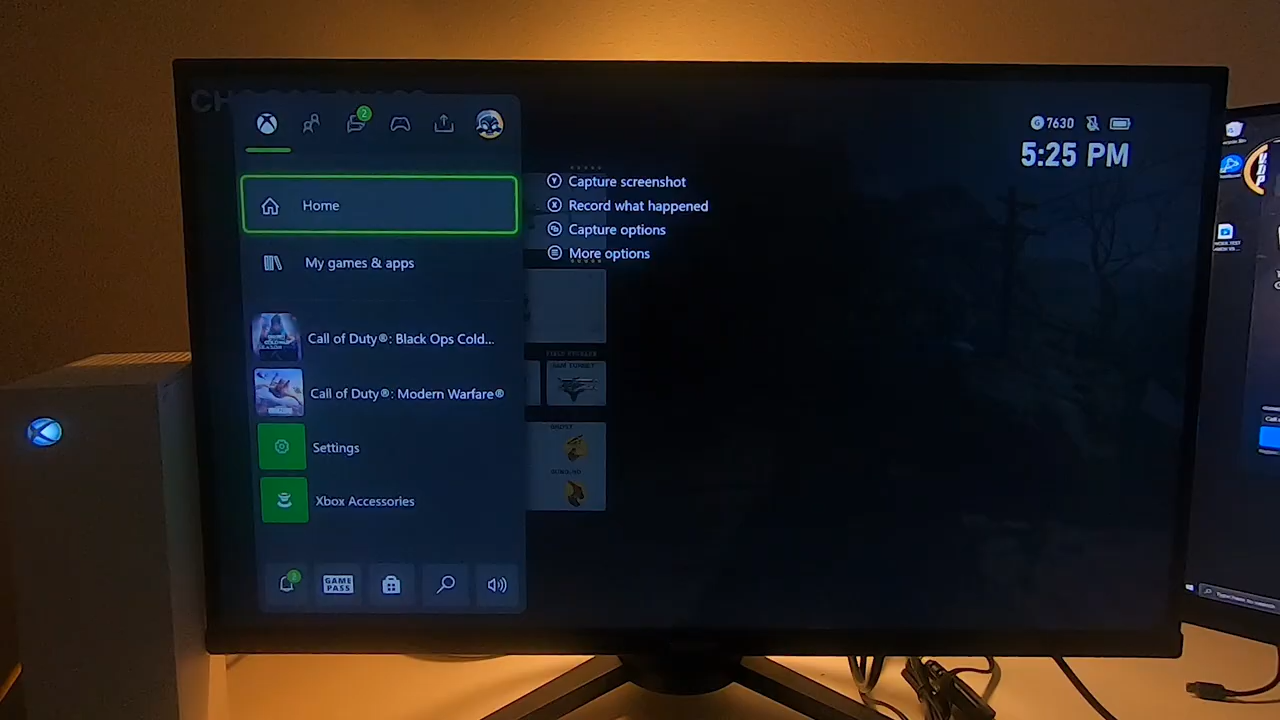 2
7630
5:25 PM
Home
Capture screenshot
Record what happened
Capture options
More options
My games & apps
Call of Duty®: Black Ops Cold...
Call of Duty®: Modern Warfare®
Settings
Xbox Accessories
GAME
PASS